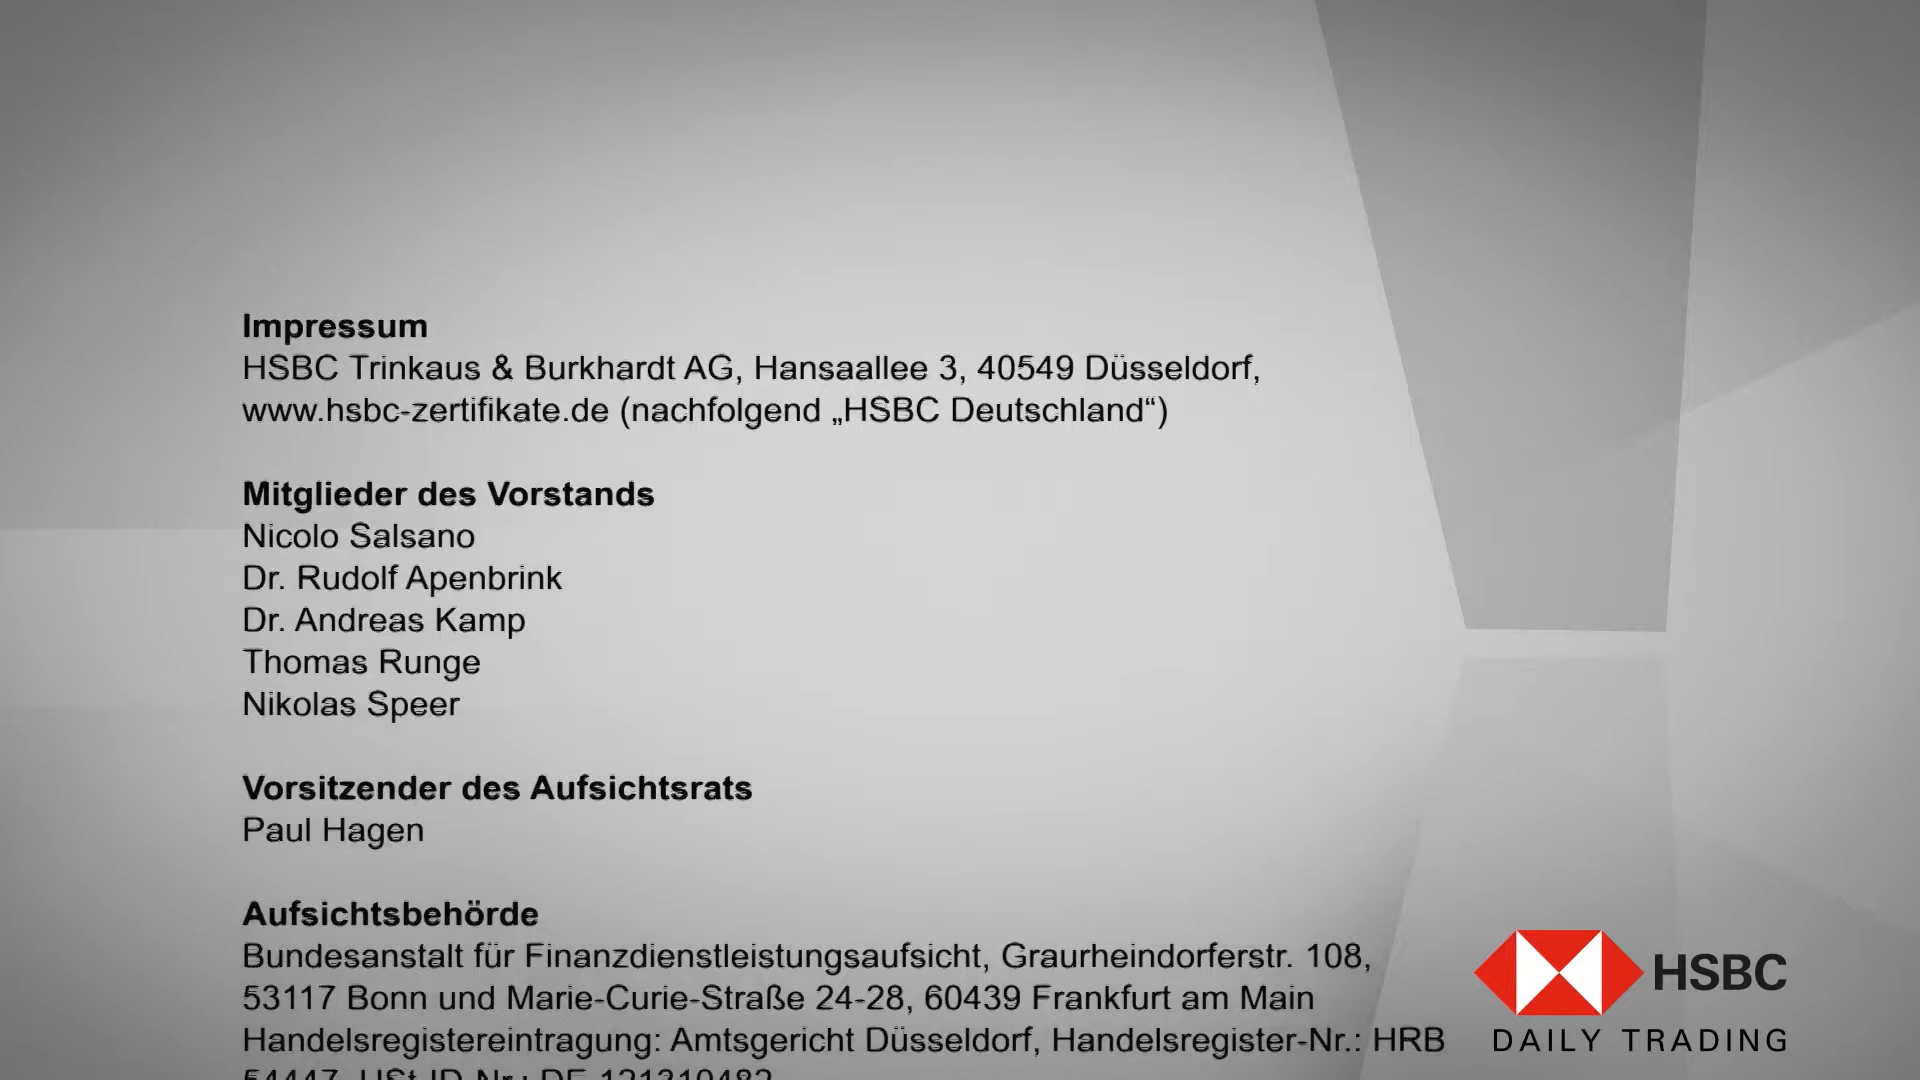 Impressum
HSBC Trinkaus & Burkhardt AG, Hansaallee 3, 40549 Düsseldorf,
www.hsbc-zertifikate.de (nachfolgend „HSBC Deutschland“)
Mitglieder des Vorstands
Nicolo Salsano
Dr. Rudolf Apenbrink
Dr. Andreas Kamp
Thomas Runge
Nikolas Speer
Vorsitzender des Aufsichtsrats
Paul Hagen
Aufsichtsbehörde
Bundesanstalt für Finanzdienstleistungsaufsicht, Graurheindorferstr. 108,
53117 Bonn und Marie-Curie-Straße 24-28, 60439 Frankfurt am Main
Handelsregistereintragung: Amtsgericht Düsseldorf, Handelsregister-Nr.: HRB
HSBC
DAILY TRADING